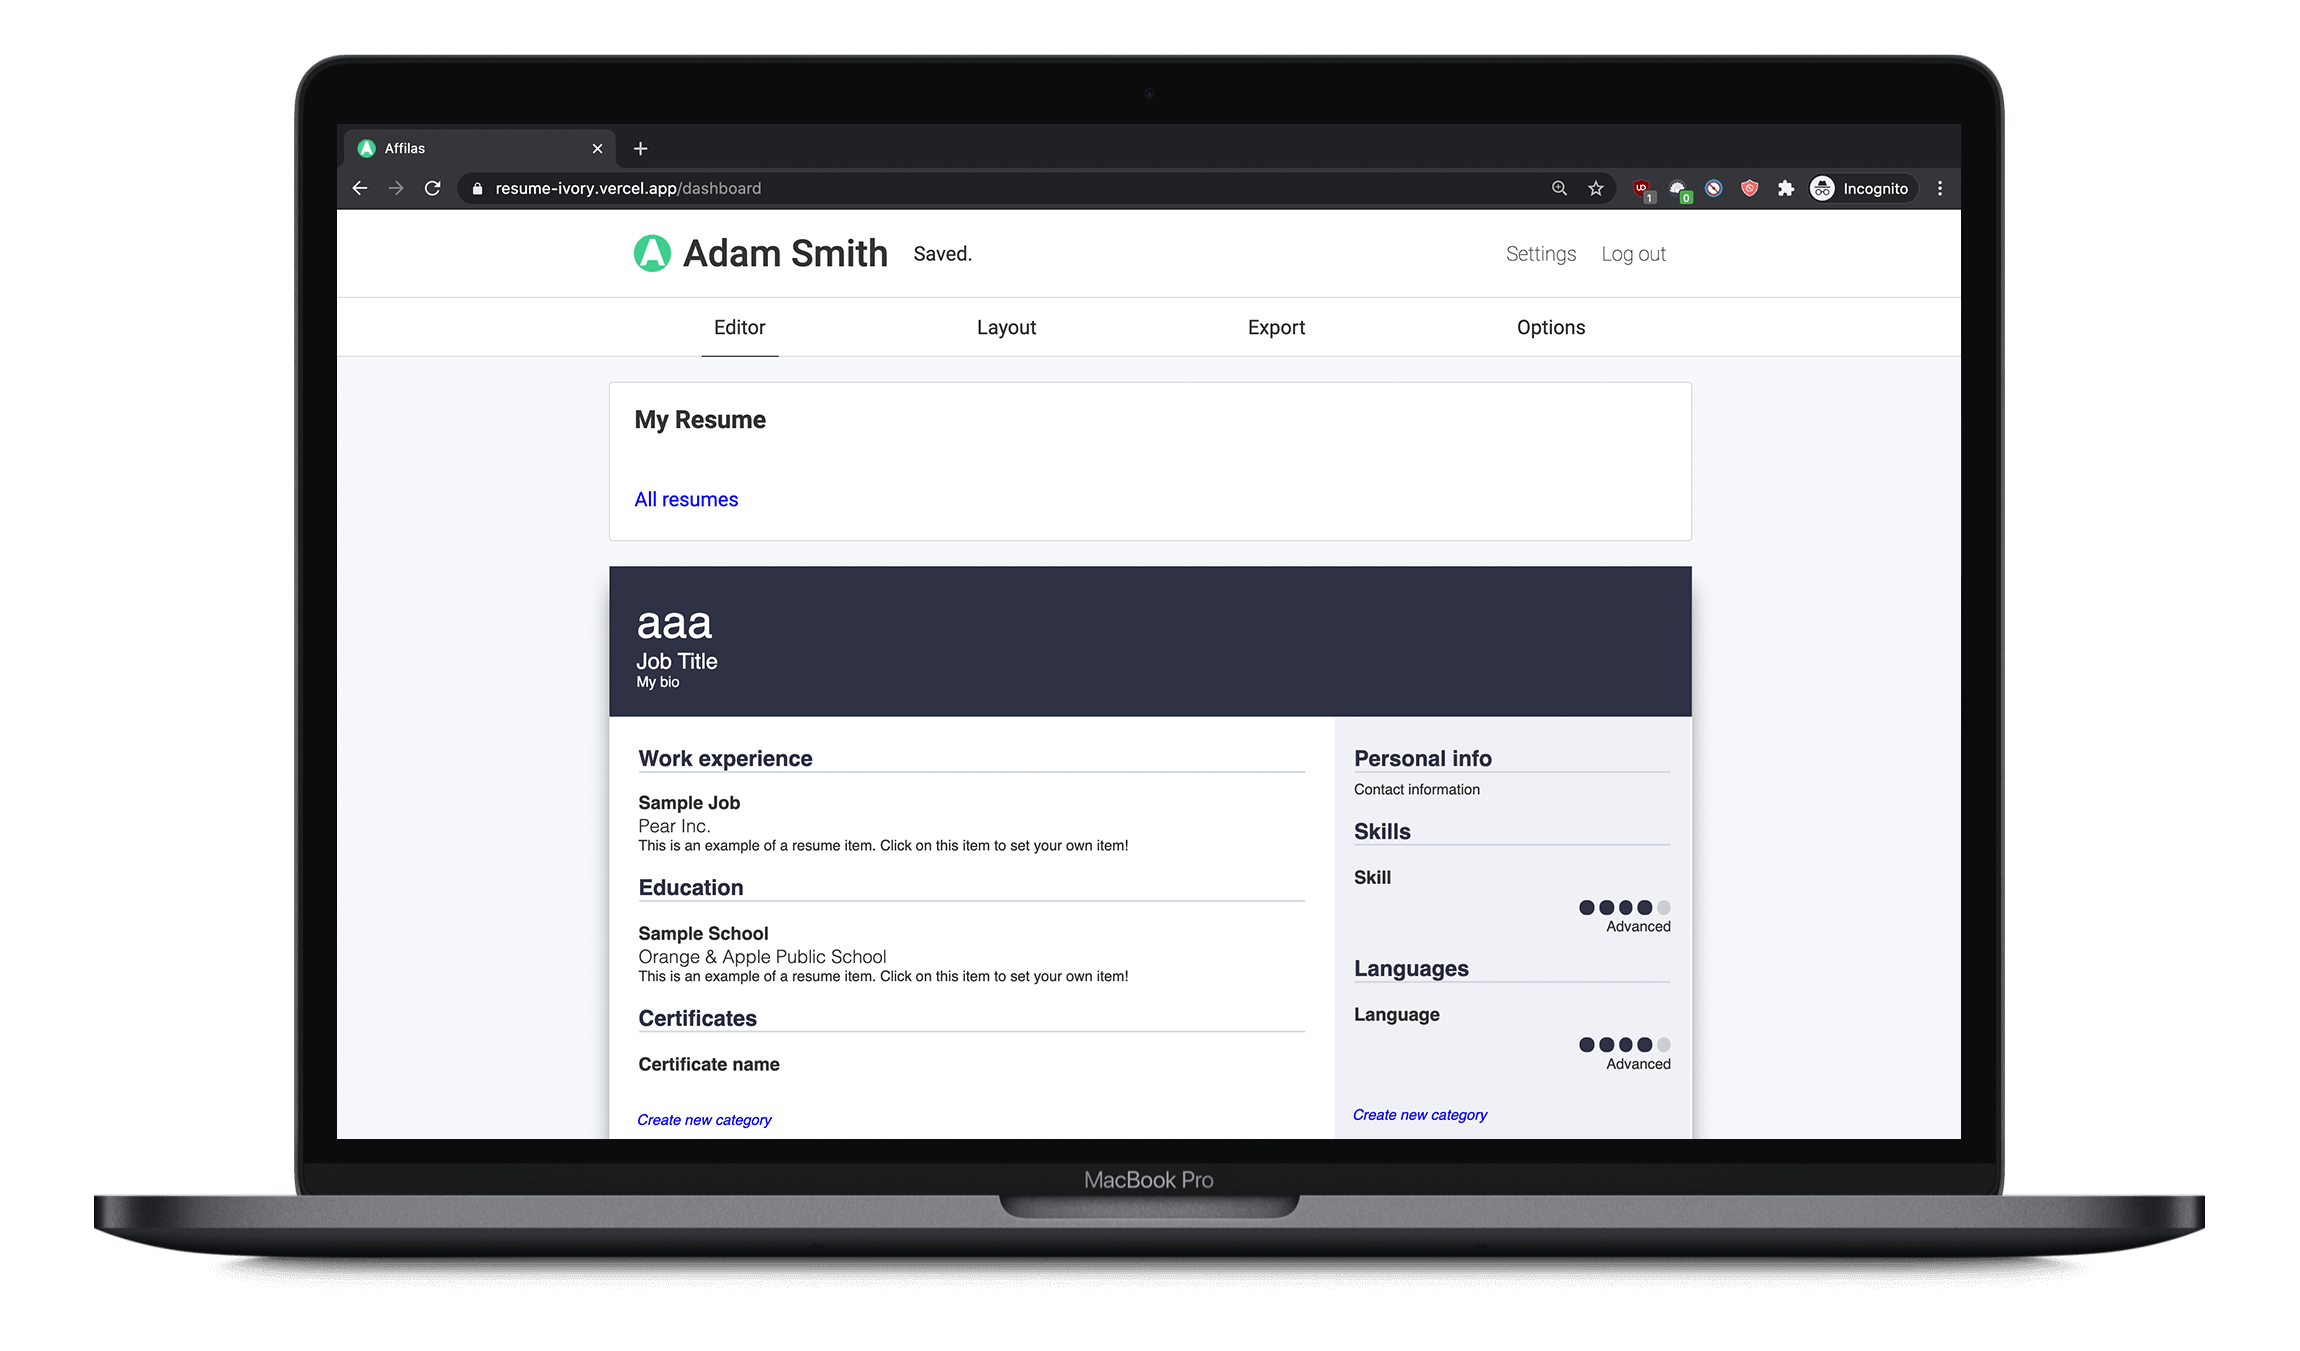 Affilas
resume-ivory.vercel.app/dashboard
1
0
Incognito
Adam Smith
Saved.
Settings
Log out
Editor
Layout
Export
Options
My Resume
All resumes
aaa
Job Title
My bio
Work experience
Sample Job
Pear Inc.
This is an example of a resume item. Click on this item to set your own item!
Education
Sample School
Orange & Apple Public School
This is an example of a resume item. Click on this item to set your own item!
Certificates
Certificate name
Create new category
Personal info
Contact information
Skills
Skill
Advanced
Languages
Language
Advanced
Create new category
MacBook Pro